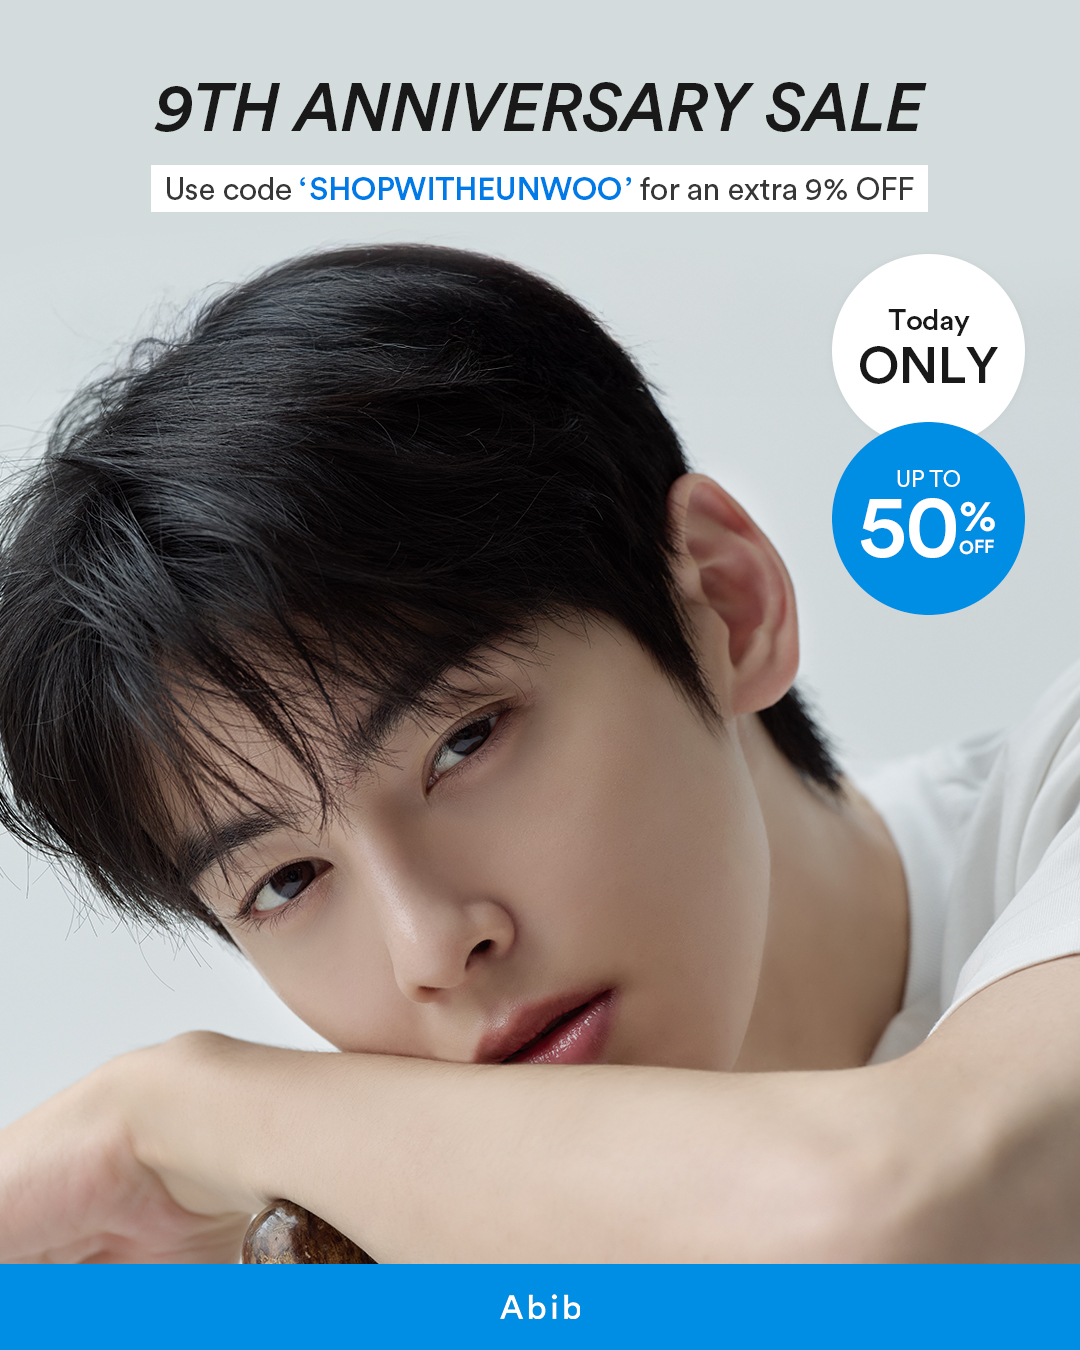 9TH ANNIVERSARY SALE
Use code ‘SHOPWITHEUNWOO’ for an extra 9% OFF
Today
ONLY
UP TO
50% OFF
Abib